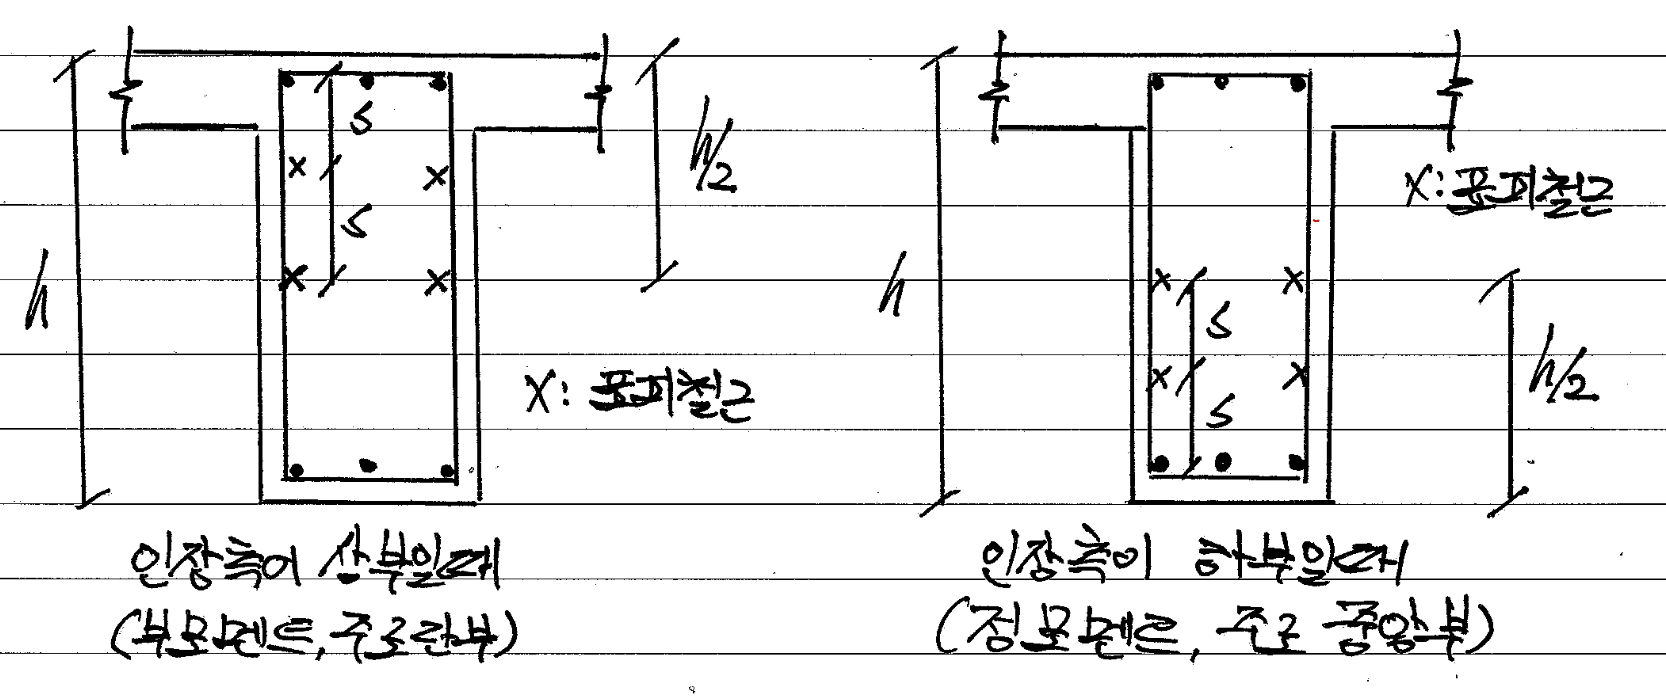 h
S
S
h/2
X:표피철근
인장측이 상부일때
(부모멘트, 주로 단부)
h
X: 표피철근
S
S
h/2
인장측이 하부일때
(정모멘트, 주로 중앙부)